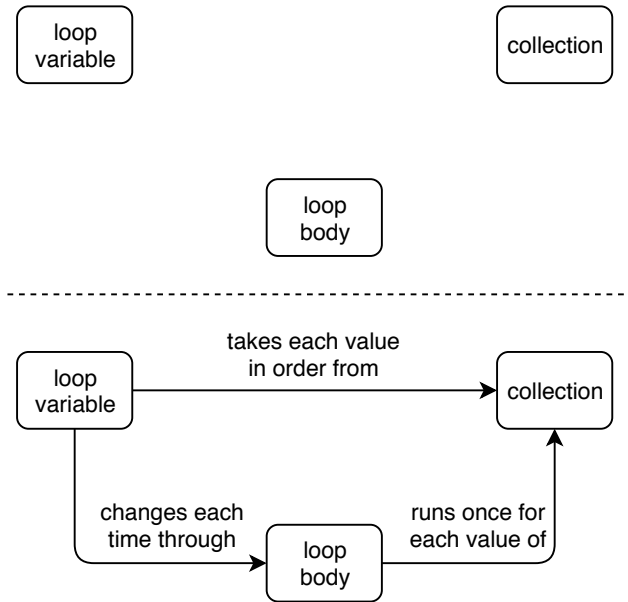 loop
variable
collection
loop
body
takes each value
in order from
loop
variable
collection
changes each
time through
runs once for
each value of
loop
body